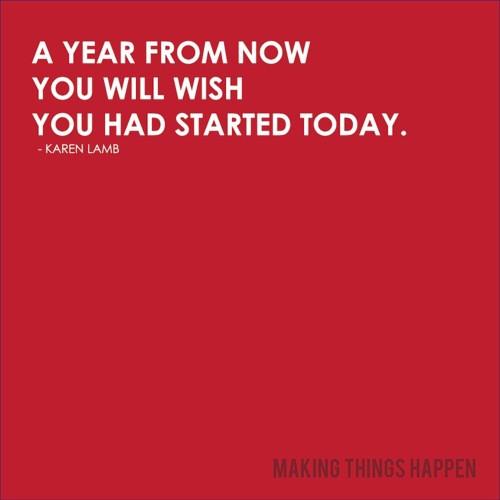 A YEAR FROM NOW
YOU WILL WISH
YOU HAD STARTED TODAY.
- KAREN LAMB
MAKING THINGS HAPPEN